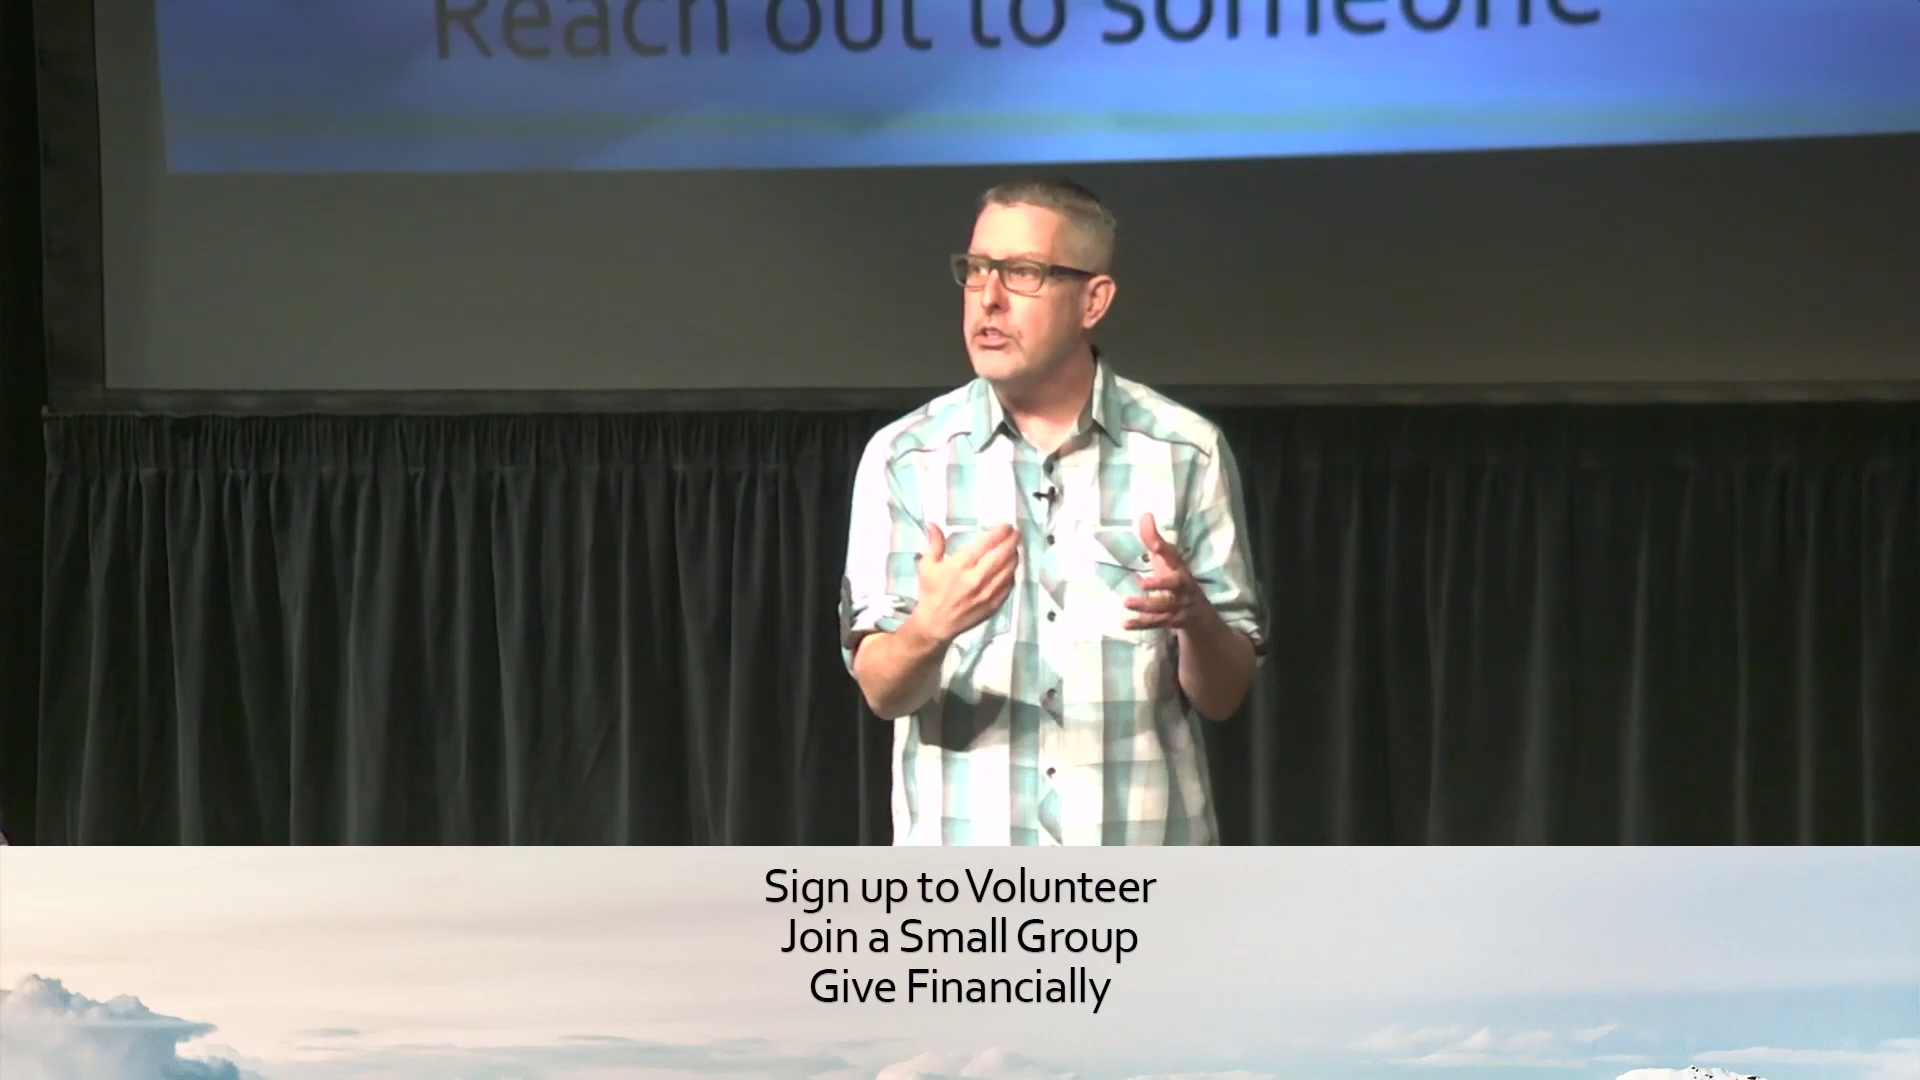 Reach out to someone
Sign up to Volunteer
Join a Small Group
Give Financially